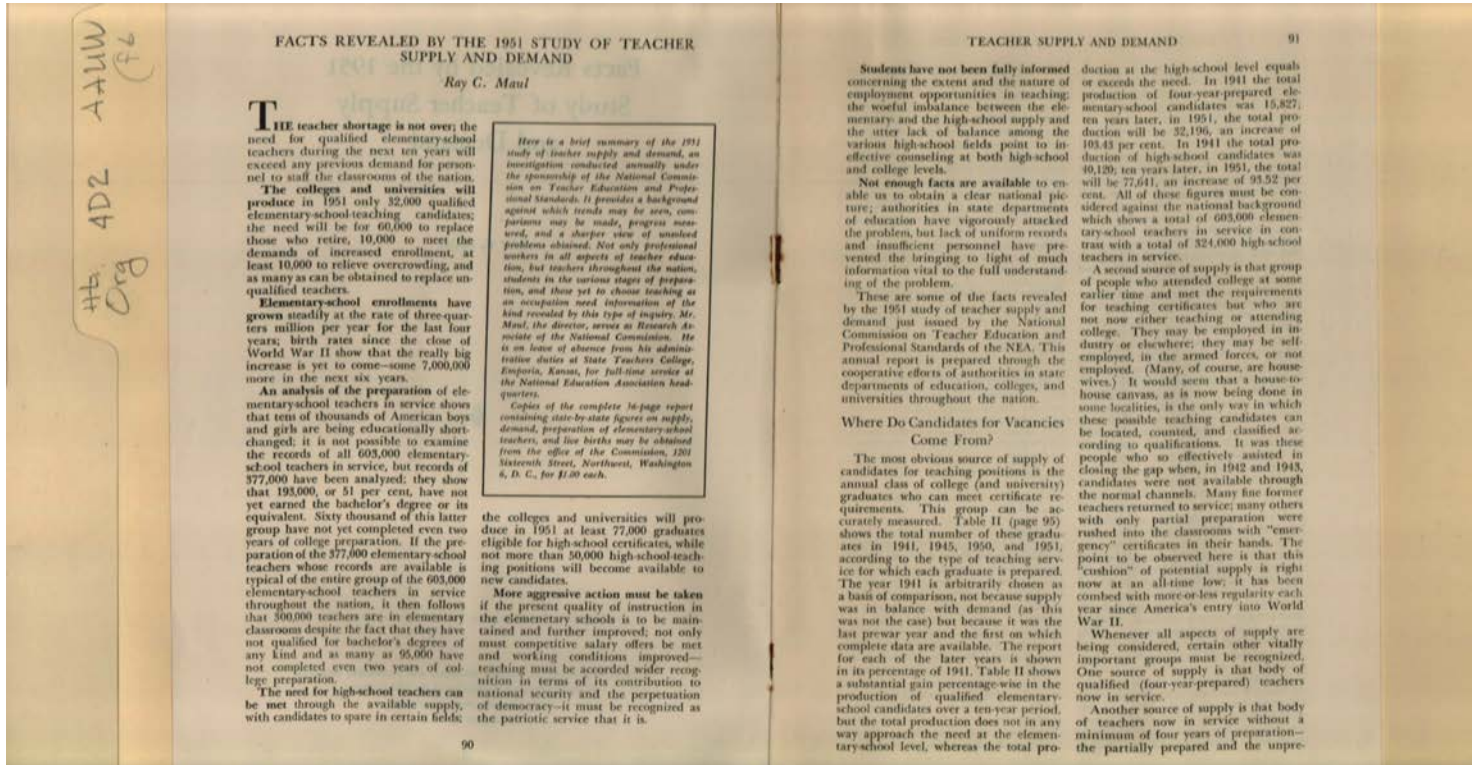 Hb. 4D2 AAUW
Org (F6
FACTS REVEALED BY THE 1951 STUDY OF TEACHER
SUPPLY AND DEMAND
Ray C. Maul
THE teacher shortage is not over; the
need for qualified elementary-school
teachers during the next ten years will
exceed any previous demand for person-
nel to staff the classrooms of the nation.
The colleges and universities will
produce in 1951 only 32,000 qualified
elementary-school-teaching candidates;
the need will be for 60,000 to replace
those who retire, 10,000 to meet the
demands of increased enrollment, at
least 10,000 to relieve overcrowding, and
as many as can be obtained to replace un-
qualified teachers.
Elementary-school enrollments have
grown steadily at the rate of three-quar-
ters million per year for the last four
years; birth rates since the close of
World War II show that the really big
increase is yet to come—some 7,000,000
more in the next six years.
An analysis of the preparation of ele-
mentary-school teachers in service shows
that tens of thousands of American boys
and girls are being educationally short-
changed; it is not possible to examine
the records of all 603,000 elementary-
school teachers in service, but records of
377,000 have been analyzed; they show
that 193,000, or 51 per cent, have not
yet earned the bachelor's degree or its
equivalent. Sixty thousand of this latter
group have not yet completed even two
years of college preparation. If the pre-
paration of the 377,000 elementary-school
teachers whose records are available is
typical of the entire group of the 603,000
elementary-school teachers in service
throughout the nation, it then follows
that 300,000 teachers are in elementary
classrooms despite the fact that they have
not qualified for bachelor's degrees of
any kind and as many as 95,000 have
not completed even two years of col-
lege preparation.
The need for high-school teachers can
be met through the available supply,
with candidates to spare in certain fields;
Here is a brief summary of the 1951
study of teacher supply and demand, an
investigation conducted annually under
the sponsorship of the National Commis-
sion on Teacher Education and Profes-
sional Standards. It provides a background
against which trends may be seen, com-
parisons may be made, progress meas-
ured, and a sharper view of unsolved
problems obtained. Not only professional
workers in all aspects of teacher educa-
tion, but teachers throughout the nation,
students in the various stages of prepara-
tion, and those yet to choose teaching as
an occupation need information of the
kind revealed by this type of inquiry. Mr.
Maul, the director, serves as Research As-
sociate of the National Commission. He
is on leave of absence from his adminis-
trative duties at State Teachers College,
Emporia, Kansas, for full-time service at
the National Education Association head-
quarters.
Copies of the complete 36-page report
containing state-by-state figures on supply,
demand, preparation of elementary-school
teachers, and live births may be obtained
from the office of the Commission, 1201
Sixteenth Street, Northwest, Washington
6, D. C., for $1.00 each.
the colleges and universities will pro-
duce in 1951 at least 77,000 graduates
eligible for high-school certificates, while
not more than 50,000 high-school-teach-
ing positions will become available to
new candidates.
More aggressive action must be taken
if the present quality of instruction in
the elemenetary schools is to be main-
tained and further improved; not only
must competitive salary offers be met
and working conditions improved—
teaching must be accorded wider recog-
nition in terms of its contribution to
national security and the perpetuation
of democracy—it must be recognized as
the patriotic service that it is.
90
TEACHER SUPPLY AND DEMAND 91
Students have not been fully informed
concerning the extent and the nature of
employment opportunities in teaching;
the woeful imbalance between the ele-
mentary- and the high-school supply and
the utter lack of balance among the
various high-school fields point to in-
effective counseling at both high-school
and college levels.
Not enough facts are available to en-
able us to obtain a clear national pic-
ture; authorities in state departments
of education have vigorously attacked
the problem, but lack of uniform records
and insufficient personnel have pre-
vented the bringing to light of much
information vital to the full understand-
ing of the problem.
These are some of the facts revealed
by the 1951 study of teacher supply and
demand just issued by the National
Commission on Teacher Education and
Professional Standards of the NEA. This
annual report is prepared through the
cooperative efforts of authorities in state
departments of education, colleges, and
universities throughout the nation.
Where Do Candidates for Vacancies
Come From?
The most obvious source of supply of
candidates for teaching positions is the
annual class of college (and university)
graduates who can meet certificate re-
quirements. This group can be ac-
curately measured. Table II (page 95)
shows the total number of these gradu-
ates in 1941, 1945, 1950, and 1951,
according to the type of teaching serv-
ice for which each graduate is prepared.
The year 1941 is arbitrarily chosen as
a basis of comparison, not because supply
was in balance with demand (as this
was not the case) but because it was the
last prewar year and the first on which
complete data are available. The report
for each of the later years is shown
in its percentage of 1941. Table II shows
a substantial gain percentage-wise in the
production of qualified elementary-
school candidates over a ten-year period,
but the total production does not in any
way approach the need at the elemen-
tary-school level, whereas the total pro-
duction at the high-school level equals
or exceeds the need. In 1941 the total
production of four-year-prepared ele-
mentary-school candidates was 15,827;
ten years later, in 1951, the total pro-
duction will be 32,196, an increase of
103.43 per cent. In 1941 the total pro-
duction of high-school candidates was
40,120; ten years later, in 1951, the total
will be 77,641, an increase of 93.52 per
cent. All of these figures must be con-
sidered against the national background
which shows a total of 603,000 elemen-
tary-school teachers in service in con-
trast with a total of 324,000 high-school
teachers in service.
A second source of supply is that group
of people who attended college at some
earlier time and met the requirements
for teaching certificates but who are
not now either teaching or attending
college. They may be employed in in-
dustry or elsewhere; they may be self-
employed, in the armed forces, or not
employed. (Many, of course, are house-
wives.) It would seem that a house-to-
house canvass, as is now being done in
some localities, is the only way in which
these possible teaching candidates can
be located, counted, and classified ac-
cording to qualifications. It was these
people who so effectively assisted in
closing the gap when, in 1942 and 1943,
candidates were not available through
the normal channels. Many fine former
teachers returned to service; many others
with only partial preparation were
rushed into the classrooms with "emer-
gency" certificates in their hands. The
point to be observed here is that this
"cushion" of potential supply is right
now at an all-time low; it has been
combed with more-or-less regularity each
year since America's entry into World
War II.
Whenever all aspects of supply are
being considered, certain other vitally
important groups must be recognized.
One source of supply is that body of
qualified (four-year-prepared) teachers
now in service.
Another source of supply is that body
of teachers now in service without a
minimum of four years of preparation—
the partially prepared and the unpre-